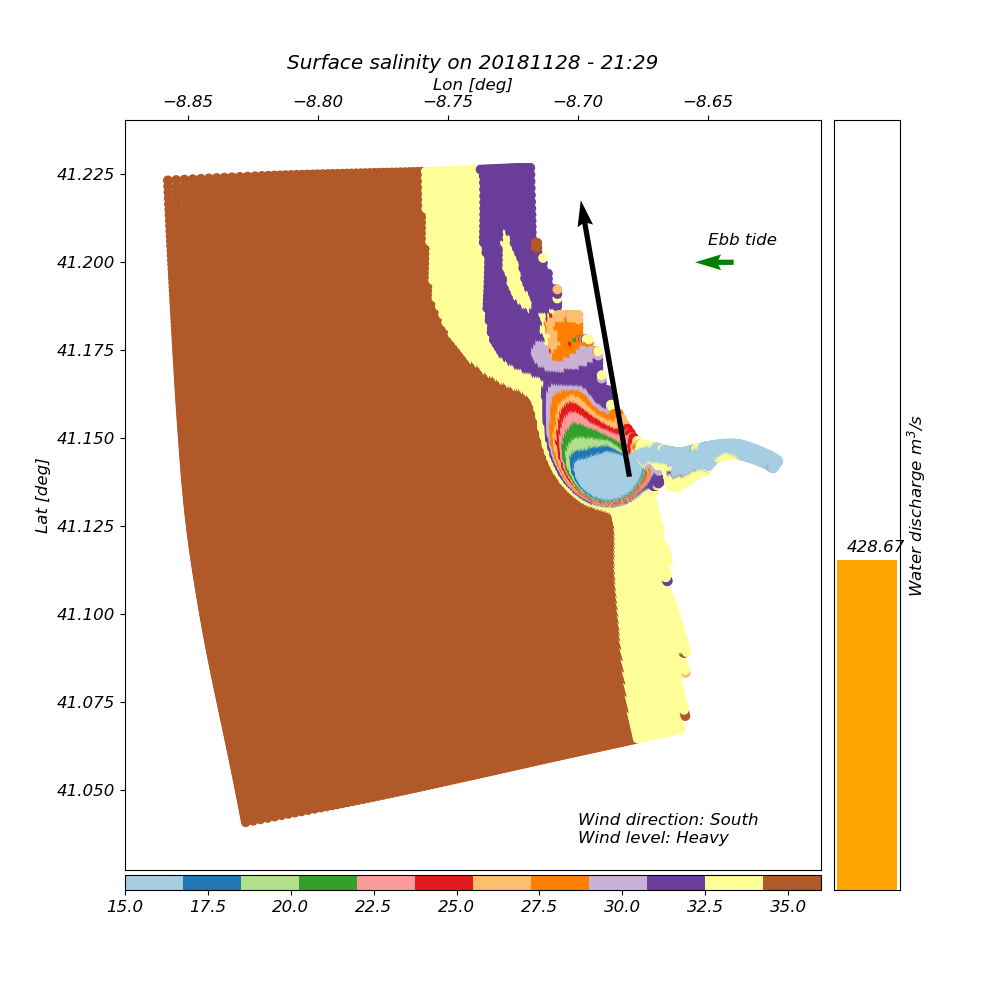 Surface salinity on 20181128 - 21:29
Lon [deg]
−8.85 −8.80 −8.75 −8.70 −8.65
41.225
41.200
41.175
41.150
41.125
41.100
41.075
41.050
Lat [deg]
Ebb tide
428.67
Water discharge m³/s
Wind direction: South
Wind level: Heavy
15.0 17.5 20.0 22.5 25.0 27.5 30.0 32.5 35.0